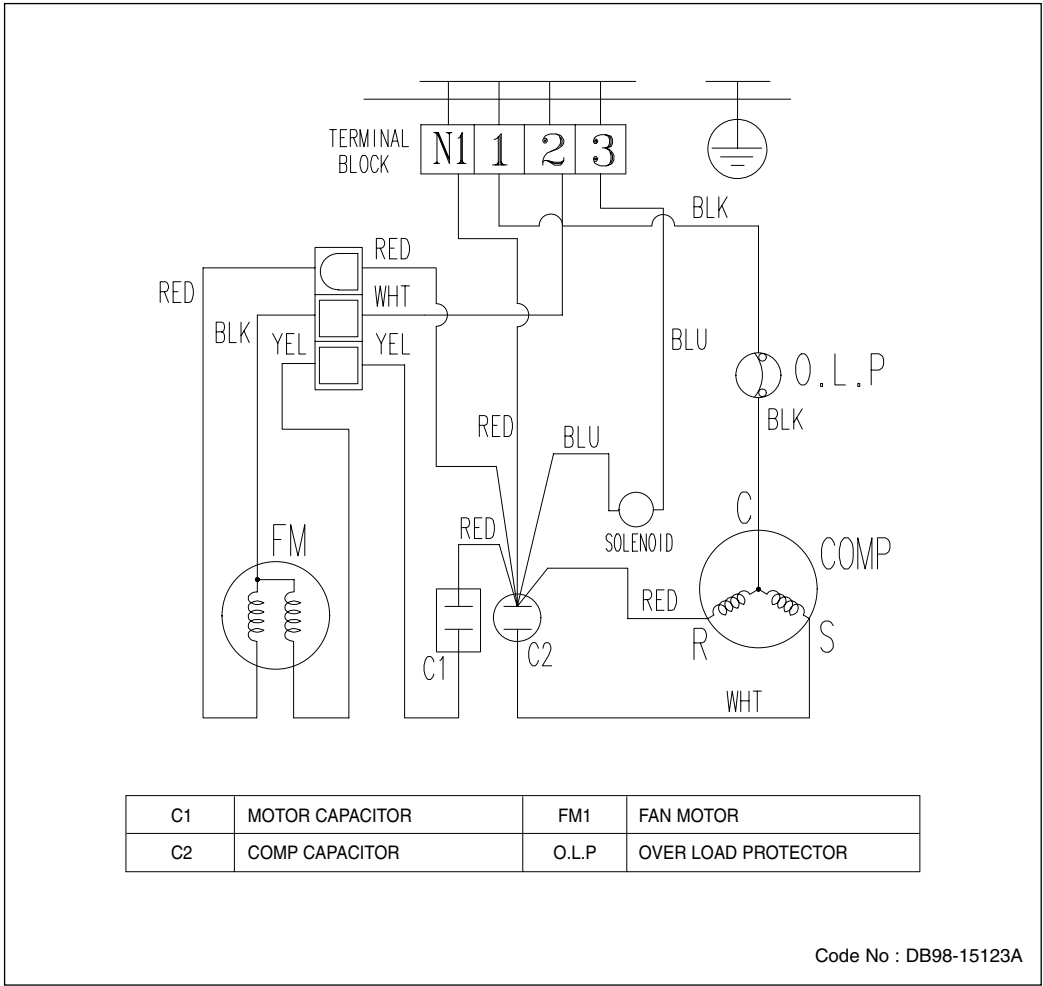 TERMINAL
BLOCK
N1 1 2 3
BLK
RED
RED
WHT
BLK
YEL
YEL
BLU
O.L.P
BLK
RED
BLU
C
FM
RED
SOLENOID
COMP
RED
C1
C2
R
S
WHT
C1 MOTOR CAPACITOR FM1 FAN MOTOR
C2 COMP CAPACITOR O.L.P OVER LOAD PROTECTOR
Code No : DB98-15123A